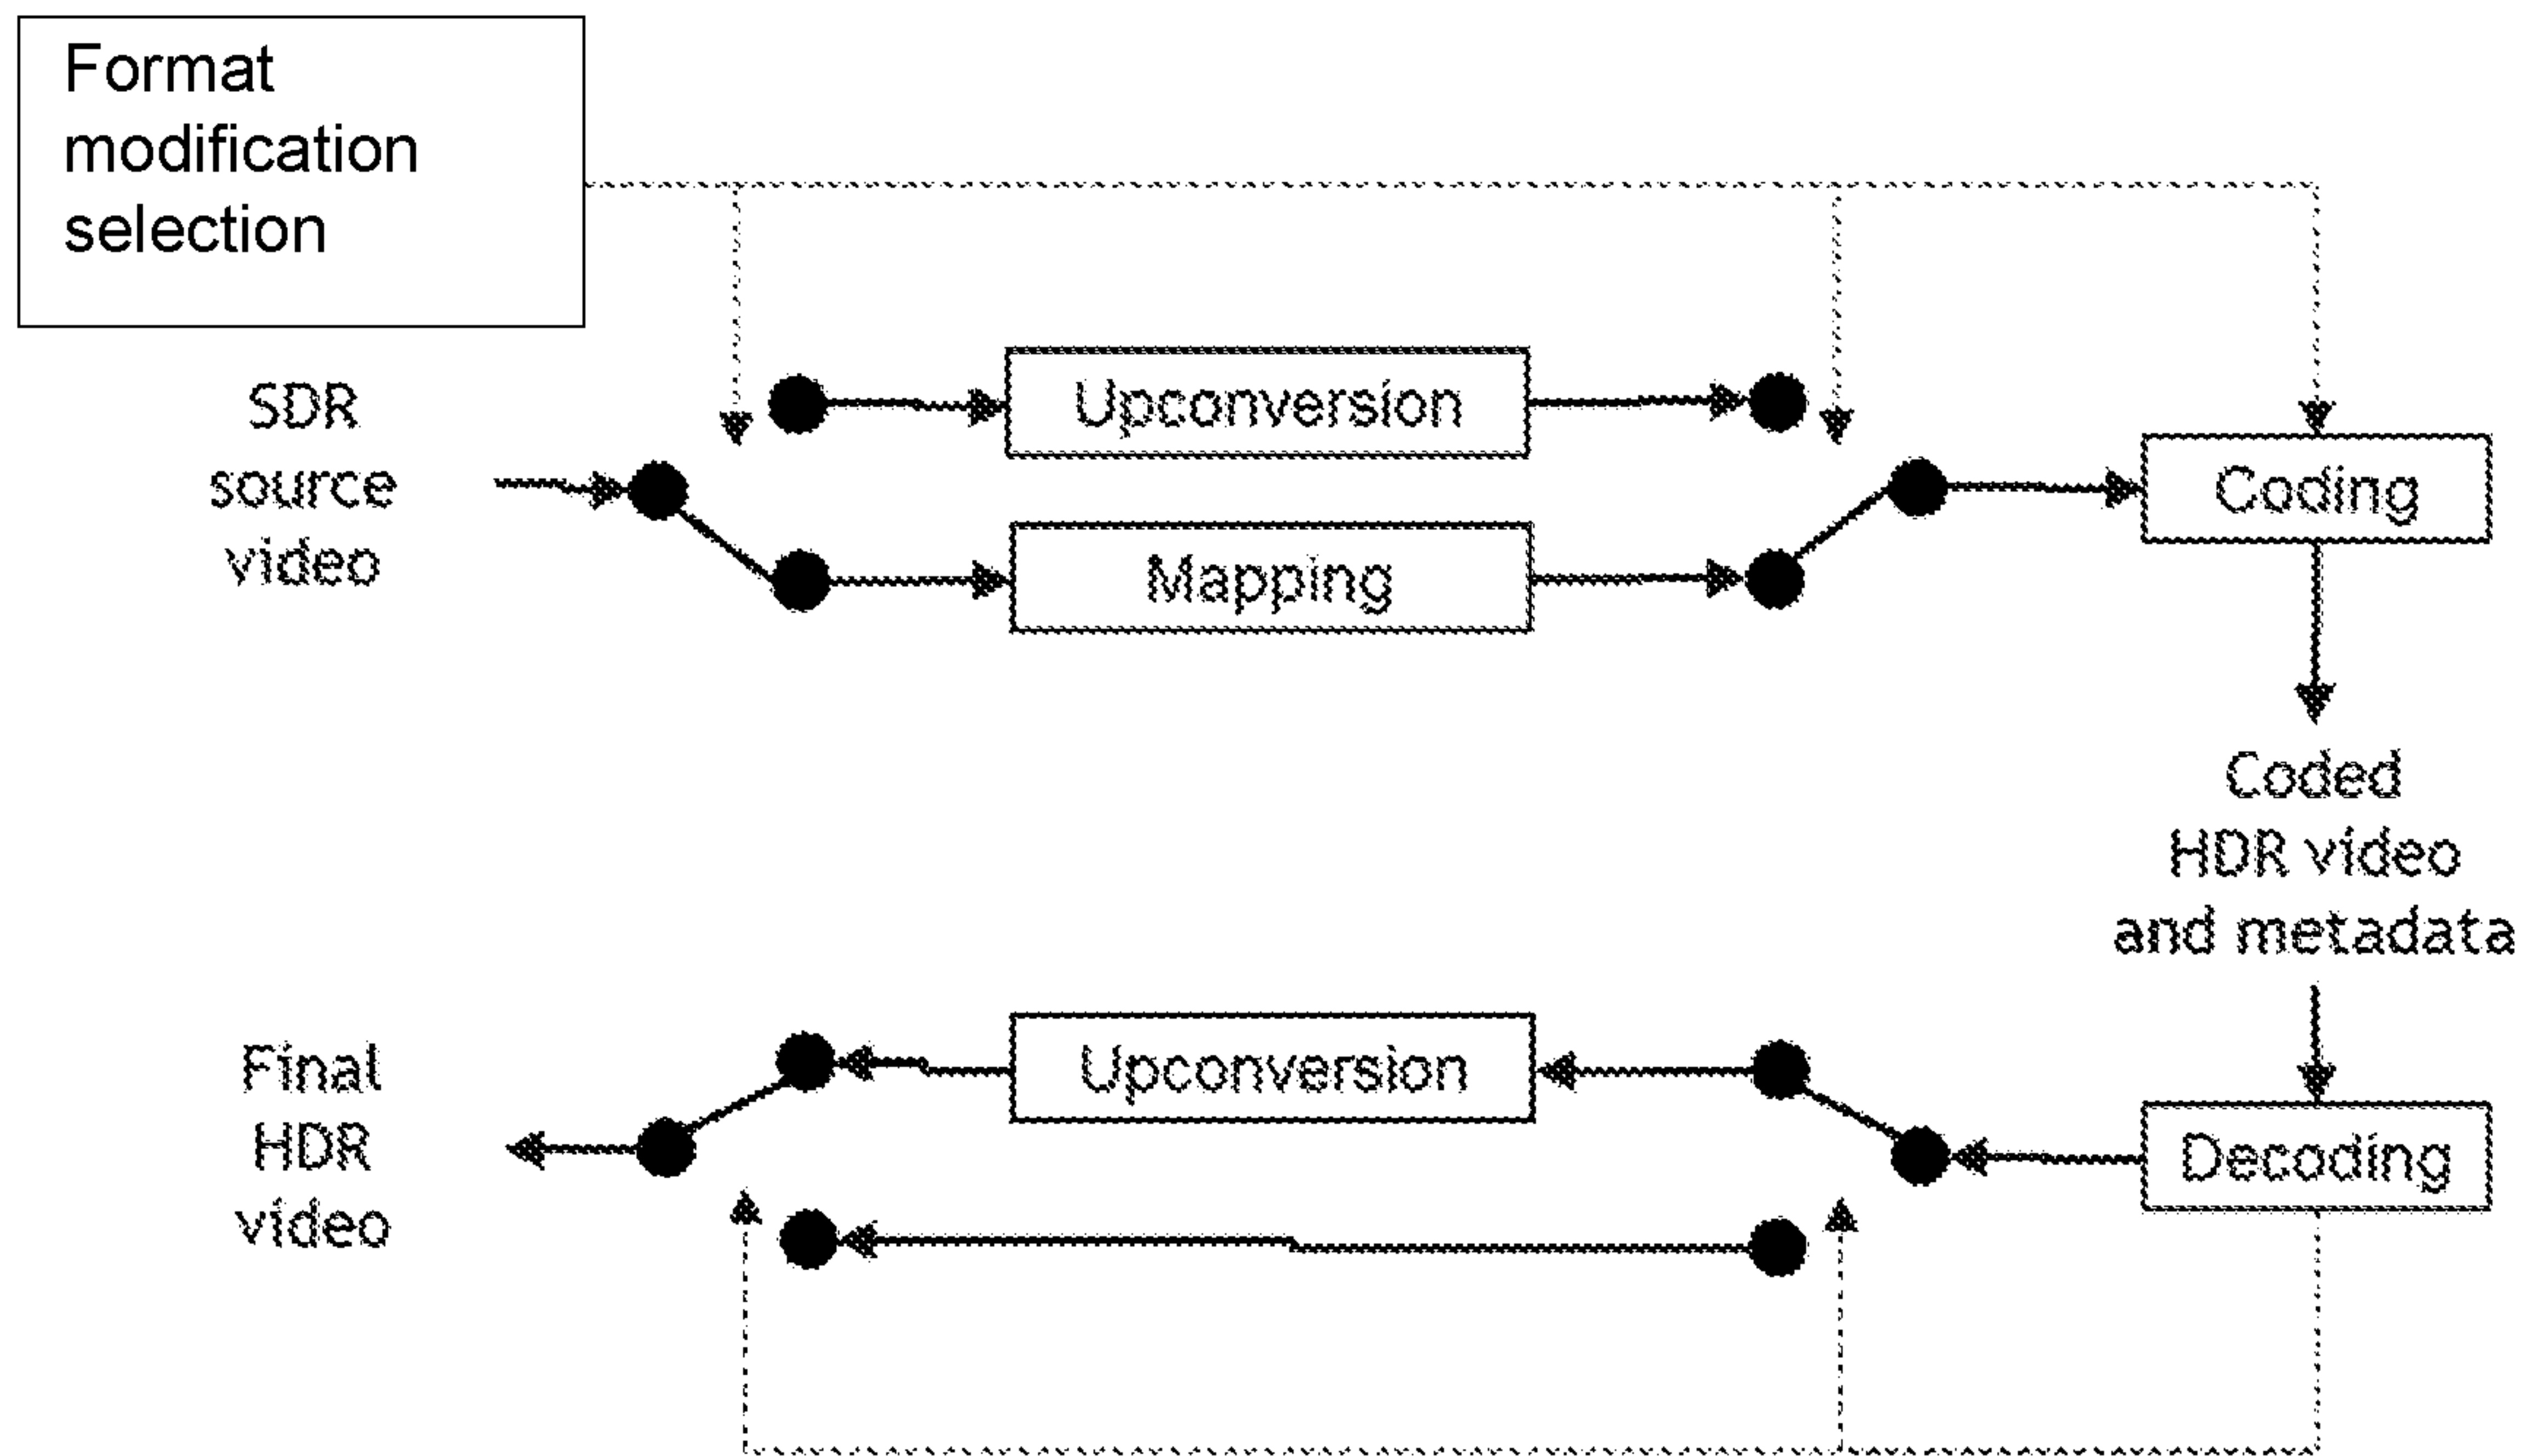 Format
modification
selection
SDR
source
video
Upconversion
Mapping
Coding
Coded
HDR video
and metadata
Final
HDR
video
Upconversion
Decoding